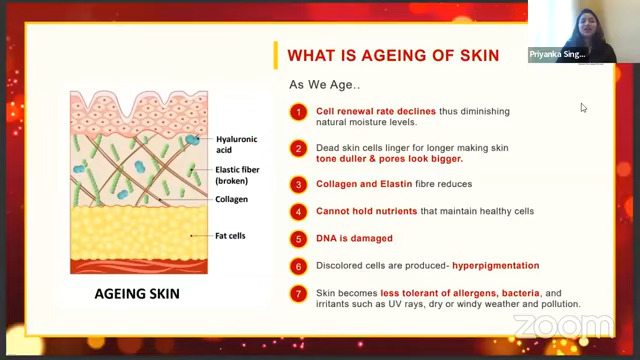 Priyanka Sing...
WHAT IS AGEING OF SKIN
As We Age..
1 Cell renewal rate declines thus diminishing
natural moisture levels.
2 Dead skin cells linger for longer making skin
tone duller & pores look bigger.
3 Collagen and Elastin fibre reduces
4 Cannot hold nutrients that maintain healthy cells
5 DNA is damaged
6 Discolored cells are produced- hyperpigmentation
7 Skin becomes less tolerant of allergens, bacteria, and
irritants such as UV rays, dry or windy weather and pollution.
Hyaluronic
acid
Elastic fiber
(broken)
Collagen
Fat cells
AGEING SKIN
zoom